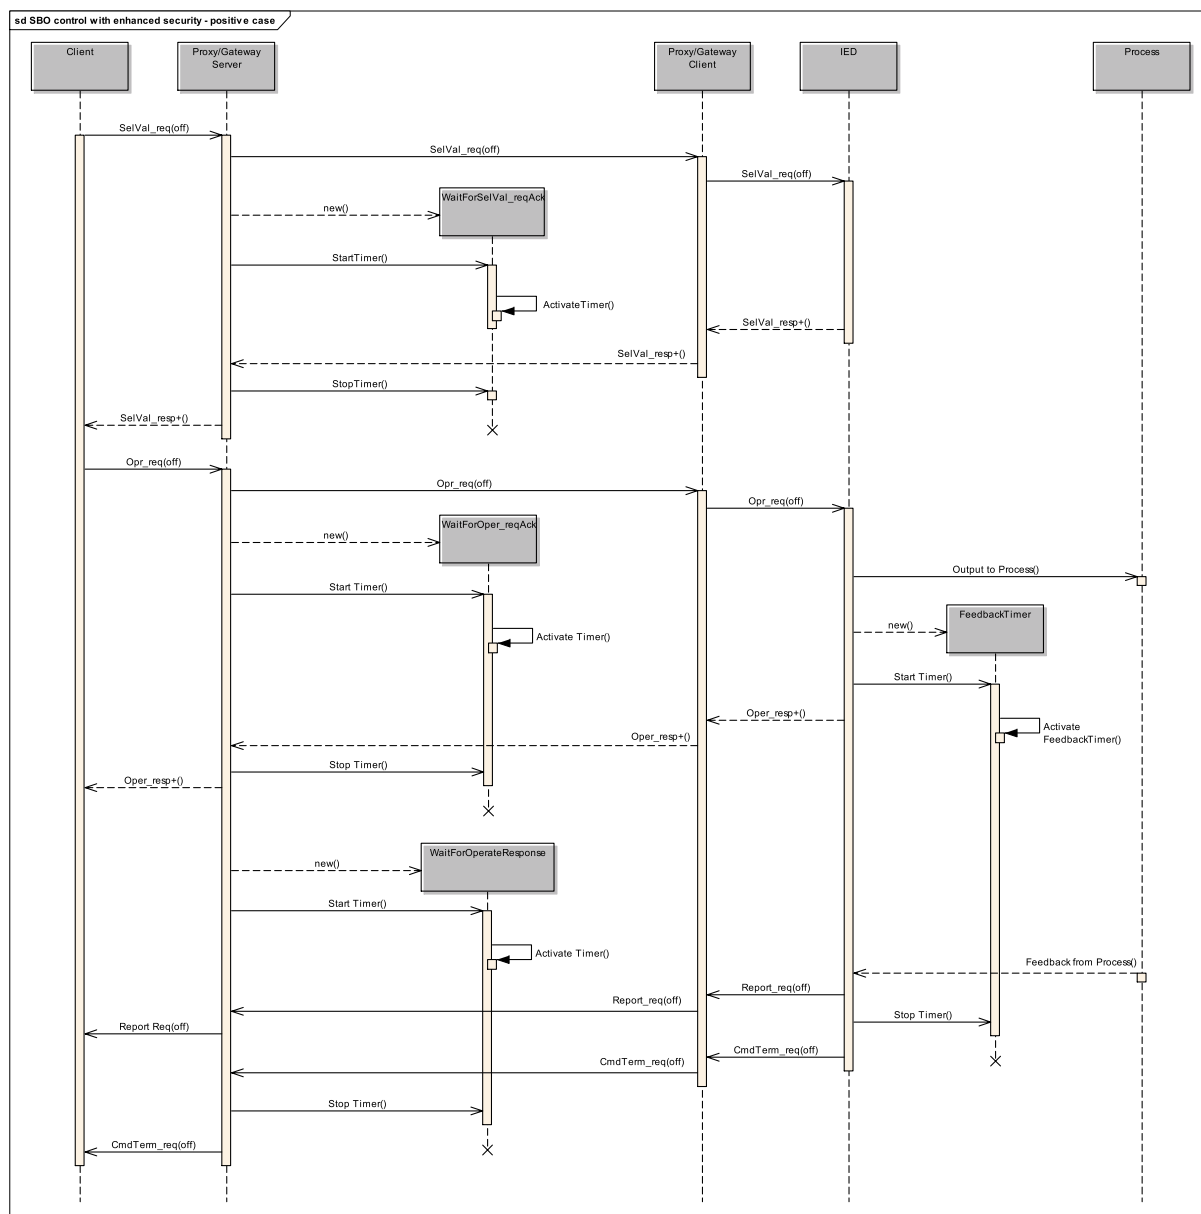 sd SBO control with enhanced security - positive case
Client
Proxy/Gateway
Server
Proxy/Gateway
Client
IED
Process
SelVal_req(off)
SelVal_req(off)
SelVal_req(off)
WaitForSelVal_reqAck
new()
StartTimer()
ActivateTimer()
SelVal_resp+()
SelVal_resp+()
StopTimer()
SelVal_resp+()
Opr_req(off)
Opr_req(off)
Opr_req(off)
WaitForOper_reqAck
new()
Output to Process()
Start Timer()
FeedbackTimer
new()
Activate Timer()
Start Timer()
Oper_resp+()
Activate
FeedbackTimer()
Oper_resp+()
Stop Timer()
Oper_resp+()
WaitForOperateResponse
new()
Start Timer()
Activate Timer()
Feedback from Process()
Report_req(off)
Report_req(off)
Stop Timer()
Report Req(off)
CmdTerm_req(off)
CmdTerm_req(off)
Stop Timer()
CmdTerm_req(off)